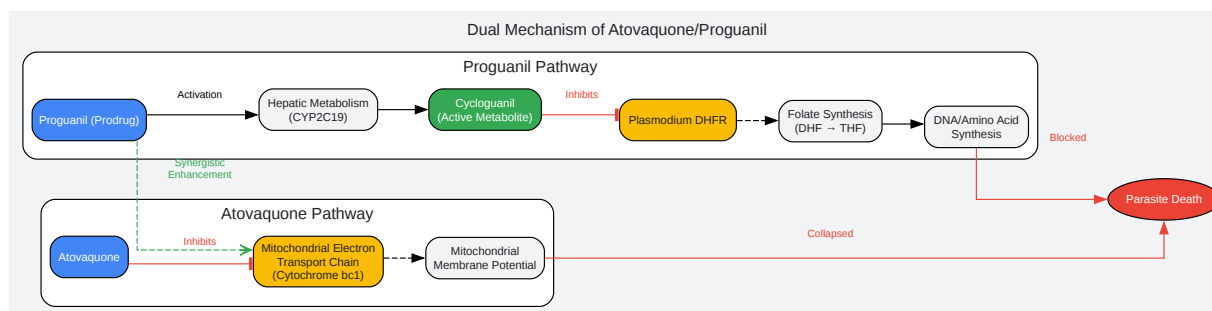 Dual Mechanism of Atovaquone/Proguanil
Proguanil Pathway
Proguanil (Prodrug)
Activation
Hepatic Metabolism
(CYP2C19)
Cycloguanil
(Active Metabolite)
Inhibits
Plasmodium DHFR
Folate Synthesis
(DHF → THF)
DNA/Amino Acid
Synthesis
Blocked
Synergistic
Enhancement
Parasite Death
Atovaquone Pathway
Atovaquone
Inhibits
Mitochondrial Electron
Transport Chain
(Cytochrome bc1)
Mitochondrial
Membrane Potential
Collapsed